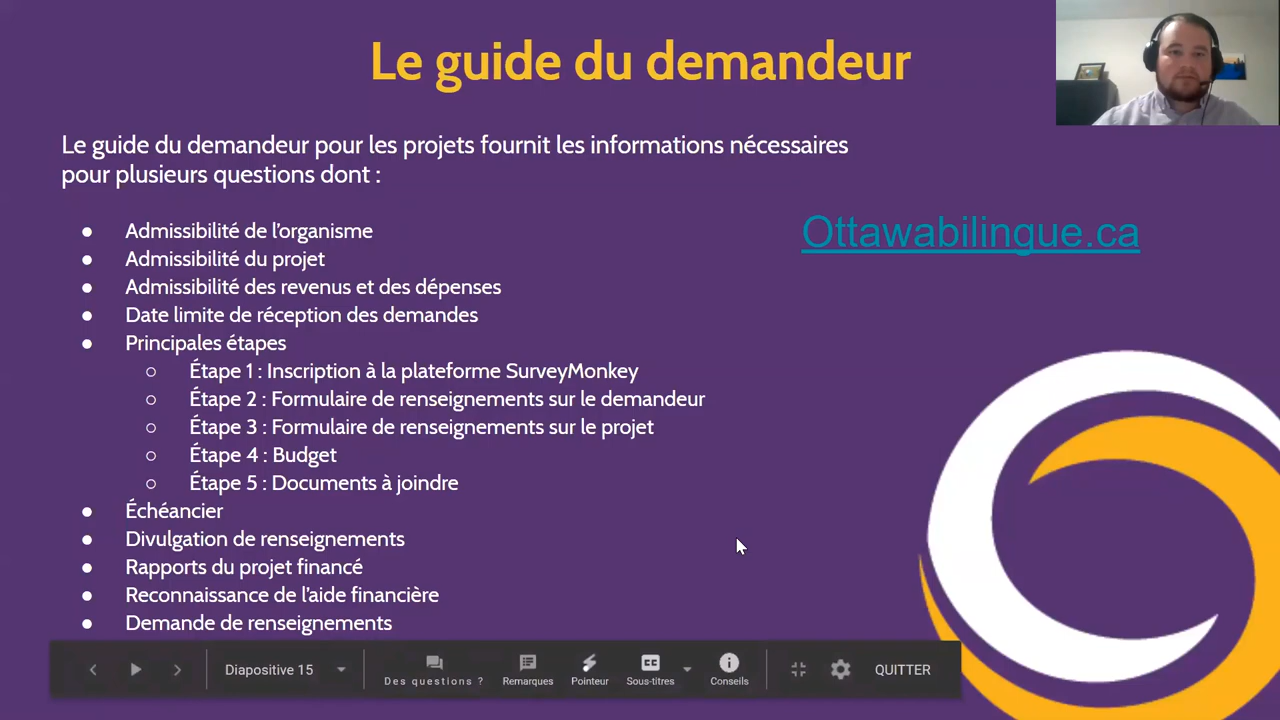 Le guide du demandeur
Le guide du demandeur pour les projets fournit les informations nécessaires
pour plusieurs questions dont :
● Admissibilité de l'organisme
● Admissibilité du projet
● Admissibilité des revenus et des dépenses
● Date limite de réception des demandes
● Principales étapes
○ Étape 1 : Inscription à la plateforme SurveyMonkey
○ Étape 2 : Formulaire de renseignements sur le demandeur
○ Étape 3 : Formulaire de renseignements sur le projet
○ Étape 4 : Budget
○ Étape 5 : Documents à joindre
● Échéancier
● Divulgation de renseignements
● Rapports du projet financé
● Reconnaissance de l'aide financière
● Demande de renseignements
Ottawabilingue.ca
Diapositive 15
Des questions ?
Remarques
Pointeur
CC
Sous-titres
Conseils
QUITTER